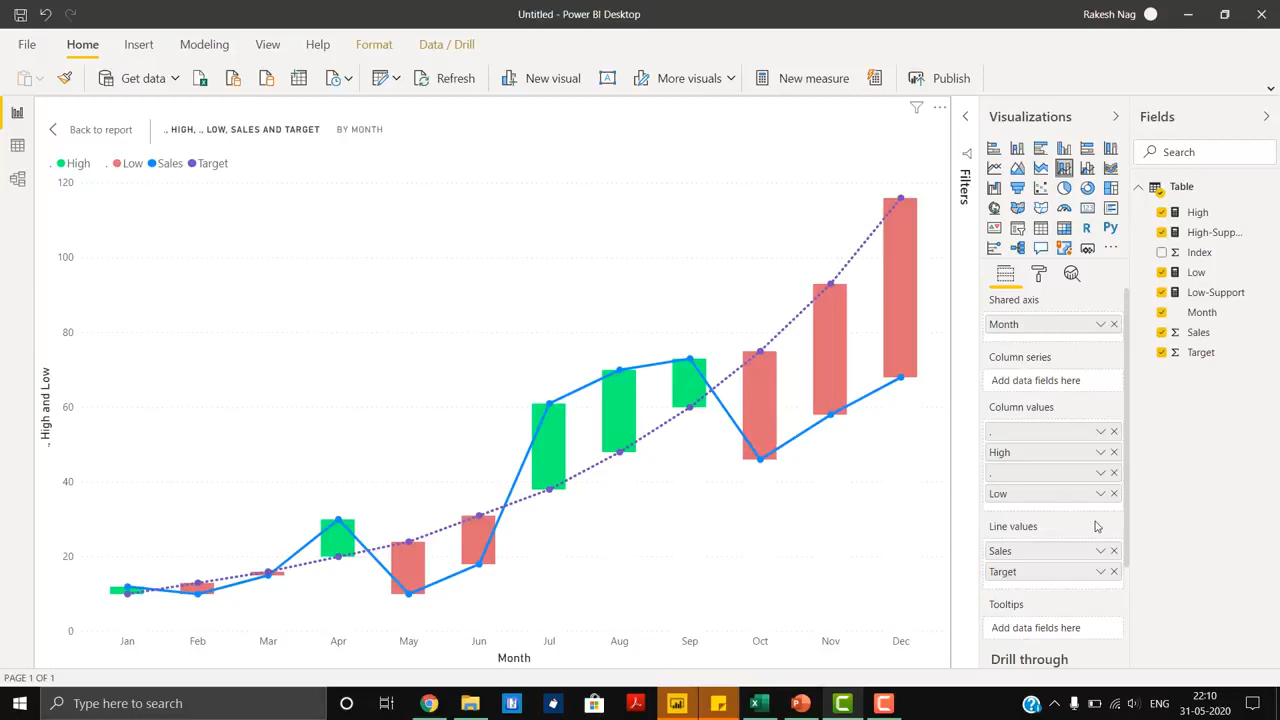 Untitled - Power BI Desktop
Rakesh Nag
File Home Insert Modeling View Help Format Data / Drill
Get data Refresh New visual More visuals New measure Publish
Back to report ., HIGH, ., LOW, SALES AND TARGET BY MONTH
. High . Low Sales Target
120
100
80
60
40
20
0
., High and Low
Jan Feb Mar Apr May Jun Jul Aug Sep Oct Nov Dec
Month
Filters
Visualizations
R Py
Shared axis
Month
Column series
Add data fields here
Column values
.
High
.
Low
Line values
Sales
Target
Tooltips
Add data fields here
Drill through
Fields
Search
Table
High
High-Supp...
Index
Low
Low-Support
Month
Sales
Target
PAGE 1 OF 1
Type here to search
22:10
31-05-2020